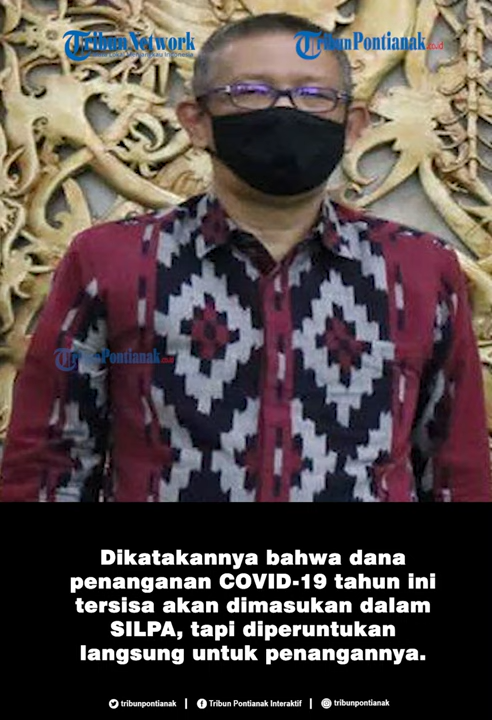 TribunNetwork
TribunPontianak.co.id
TribunPontianak.co.id
Dikatakannya bahwa dana
penanganan COVID-19 tahun ini
tersisa akan dimasukan dalam
SILPA, tapi diperuntukan
langsung untuk penangannya.
tribunpontianak | Tribun Pontianak Interaktif | tribunpontianak